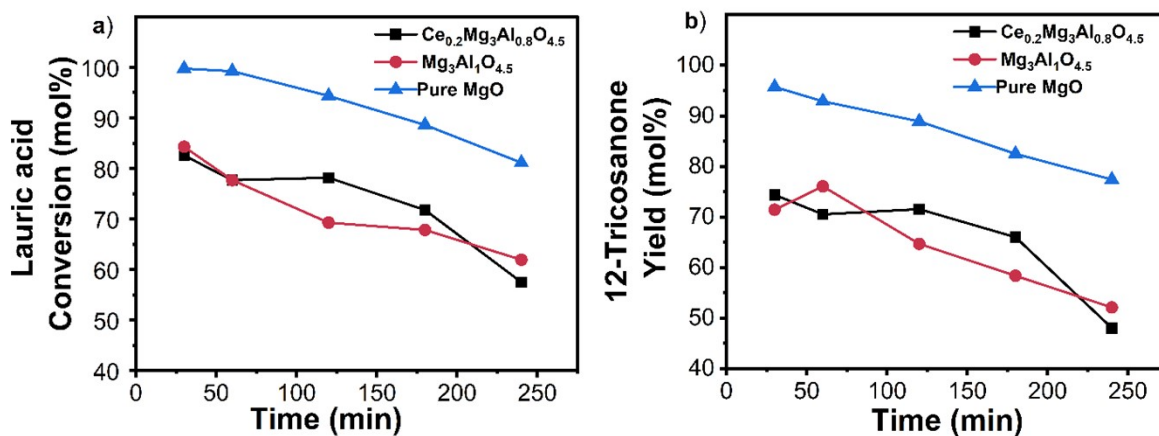 a)
Ce₀.₂Mg₃Al₀.₈O₄.₅
Mg₃Al₁O₄.₅
Pure MgO
Lauric acid
Conversion (mol%)
100
90
80
70
60
50
40
0 50 100 150 200 250
Time (min)
b)
Ce₀.₂Mg₃Al₀.₈O₄.₅
Mg₃Al₁O₄.₅
Pure MgO
12-Tricosanone
Yield (mol%)
100
90
80
70
60
50
40
0 50 100 150 200 250
Time (min)